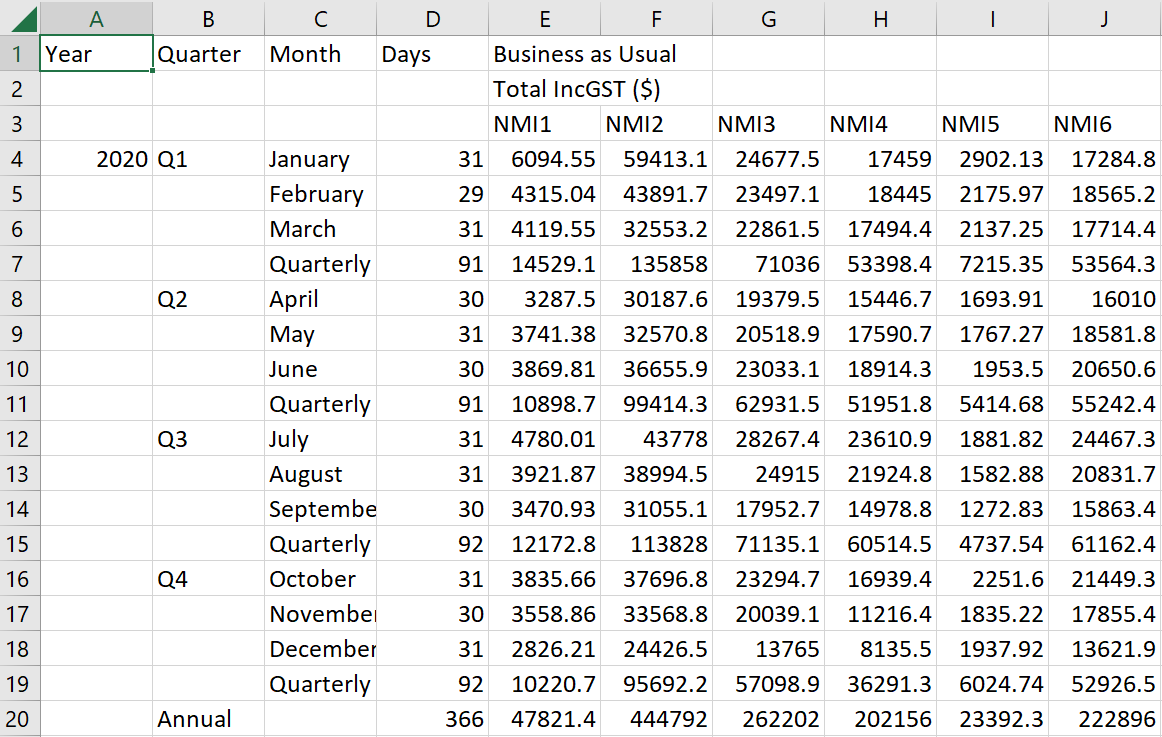 A B C D E F G H I J
1 Year Quarter Month Days Business as Usual
2 Total IncGST ($)
3 NMI1 NMI2 NMI3 NMI4 NMI5 NMI6
4 2020 Q1 January 31 6094.55 59413.1 24677.5 17459 2902.13 17284.8
5 February 29 4315.04 43891.7 23497.1 18445 2175.97 18565.2
6 March 31 4119.55 32553.2 22861.5 17494.4 2137.25 17714.4
7 Quarterly 91 14529.1 135858 71036 53398.4 7215.35 53564.3
8 Q2 April 30 3287.5 30187.6 19379.5 15446.7 1693.91 16010
9 May 31 3741.38 32570.8 20518.9 17590.7 1767.27 18581.8
10 June 30 3869.81 36655.9 23033.1 18914.3 1953.5 20650.6
11 Quarterly 91 10898.7 99414.3 62931.5 51951.8 5414.68 55242.4
12 Q3 July 31 4780.01 43778 28267.4 23610.9 1881.82 24467.3
13 August 31 3921.87 38994.5 24915 21924.8 1582.88 20831.7
14 Septembe 30 3470.93 31055.1 17952.7 14978.8 1272.83 15863.4
15 Quarterly 92 12172.8 113828 71135.1 60514.5 4737.54 61162.4
16 Q4 October 31 3835.66 37696.8 23294.7 16939.4 2251.6 21449.3
17 November 30 3558.86 33568.8 20039.1 11216.4 1835.22 17855.4
18 December 31 2826.21 24426.5 13765 8135.5 1937.92 13621.9
19 Quarterly 92 10220.7 95692.2 57098.9 36291.3 6024.74 52926.5
20 Annual 366 47821.4 444792 262202 202156 23392.3 222896